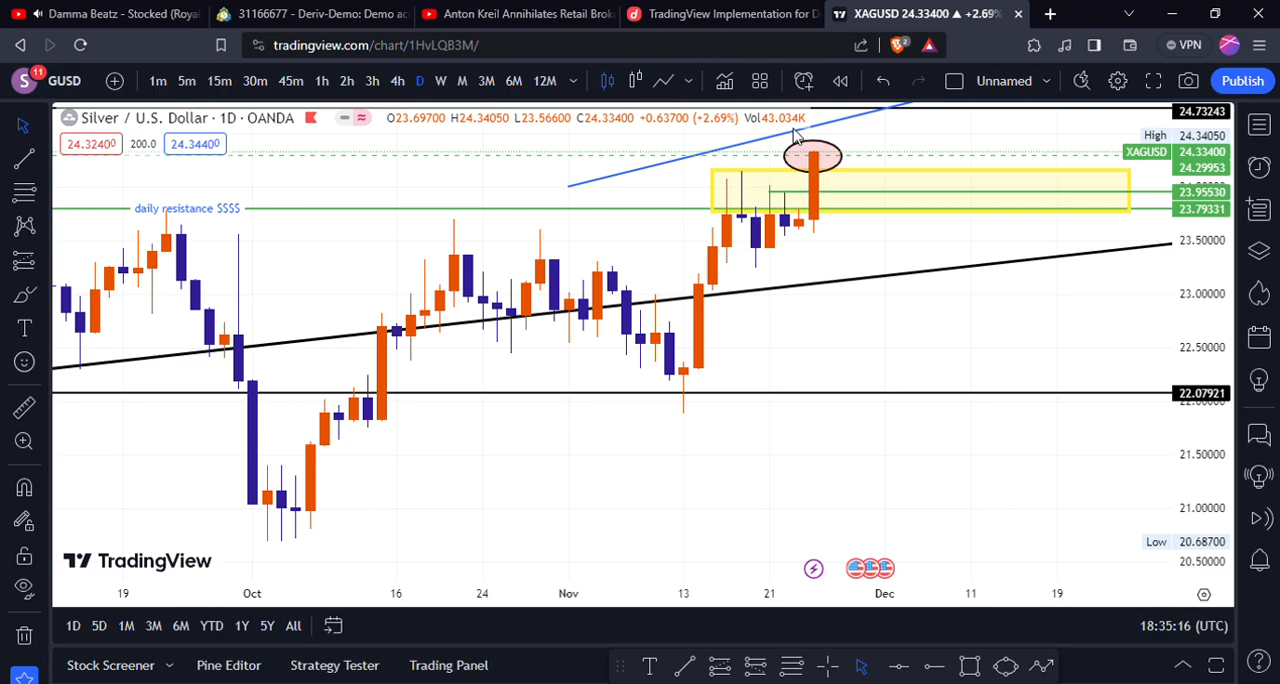 Damma Beatz - Stocked (Roya
31166677 - Deriv-Demo: Demo ac
Anton Kreil Annihilates Retail Brok
TradingView Implementation for D
XAGUSD 24.33400 ▲ +2.69%
tradingview.com/chart/1HvLQB3M/
2
VPN
S 11 GUSD 1m 5m 15m 30m 45m 1h 2h 3h 4h D W M 3M 6M 12M Unnamed Publish
Silver / U.S. Dollar · 1D · OANDA O23.69700 H24.34050 L23.56600 C24.33400 +0.63700 (+2.69%) Vol43.034K
24.32400 200.0 24.34400
24.73243
High 24.34050
XAGUSD 24.33400
24.29953
23.95530
daily resistance $$$$
23.79331
23.50000
23.00000
22.50000
22.07921
21.50000
21.00000
Low 20.68700
20.50000
TradingView
19 Oct 16 24 Nov 13 21 Dec 11 19
1D 5D 1M 3M 6M YTD 1Y 5Y All 18:35:16 (UTC)
Stock Screener Pine Editor Strategy Tester Trading Panel